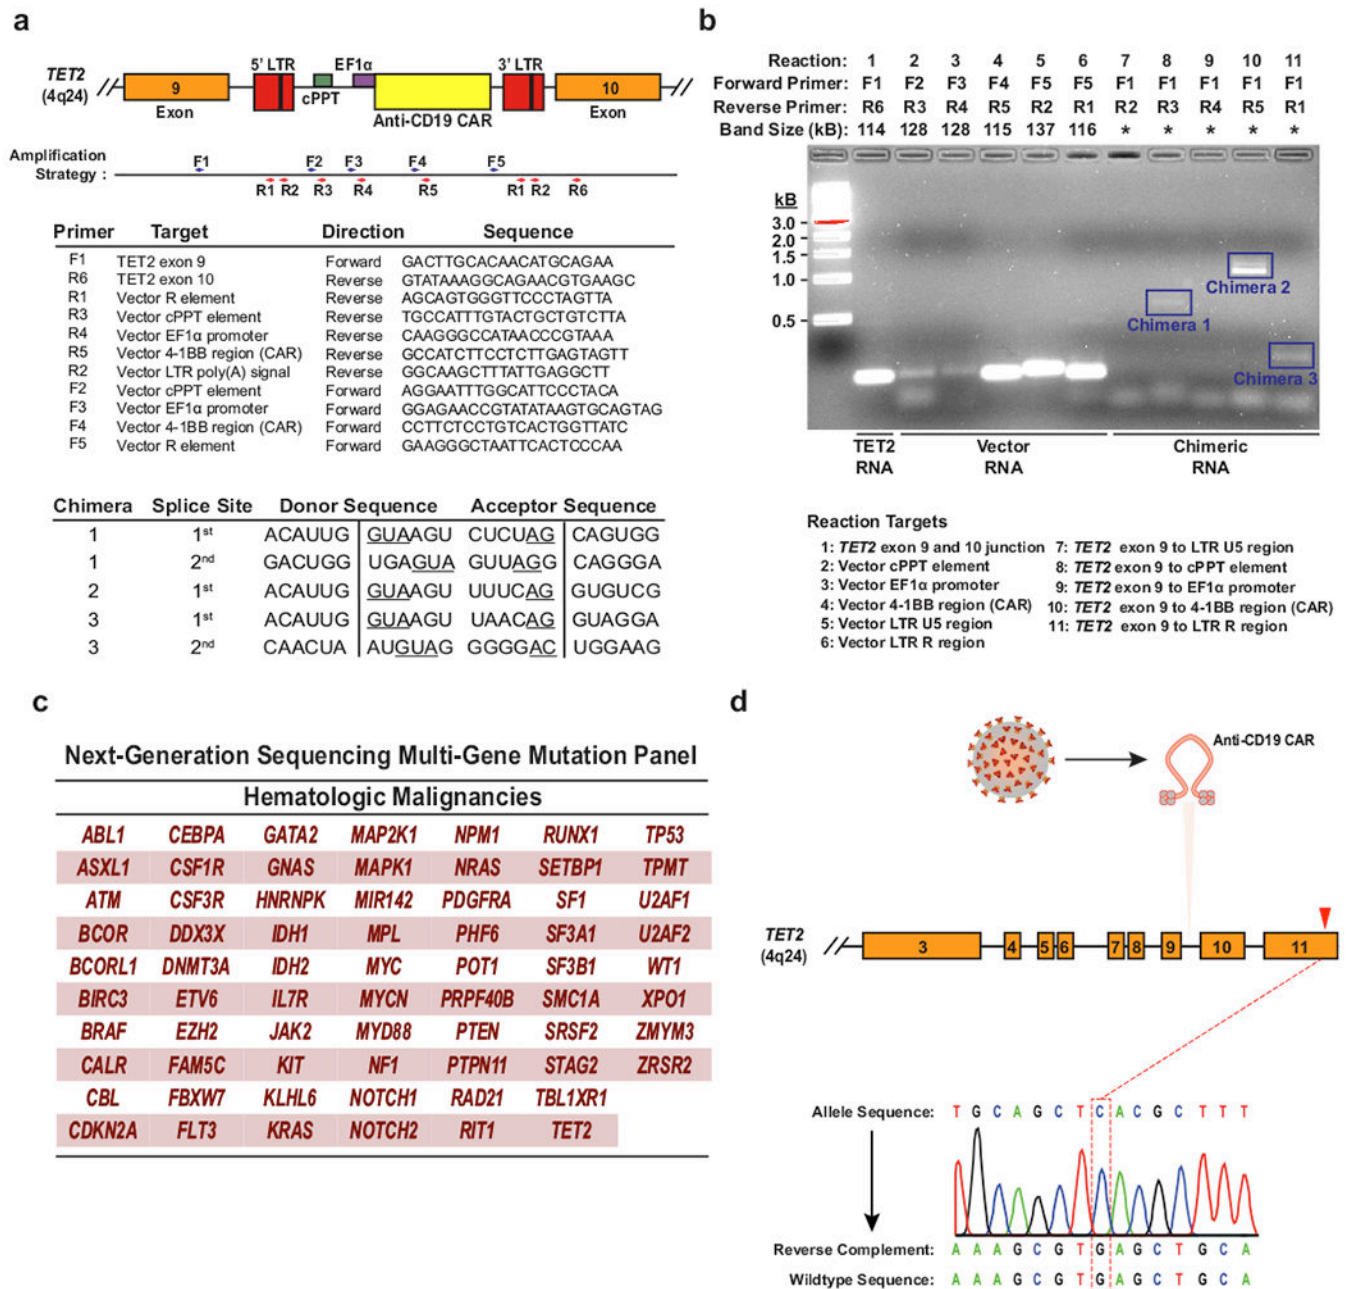 a
5' LTR
EF1α
3' LTR
TET2
(4q24)
9
10
Exon
cPPT
Anti-CD19 CAR
Exon
Amplification
Strategy :
F1
F2
F3
F4
F5
R1
R2
R3
R4
R5
R1
R2
R6
Primer Target Direction Sequence
F1 TET2 exon 9 Forward GACTTGCACAACATGCAGAA
R6 TET2 exon 10 Reverse GTATAAAGGCAGAACGTGAAGC
R1 Vector R element Reverse AGCAGTGGGTTCCCTAGTTA
R3 Vector cPPT element Reverse TGCCATTTGTACTGCTGTCTTA
R4 Vector EF1α promoter Reverse CAAGGGCCATAACCCGTAAA
R5 Vector 4-1BB region (CAR) Reverse GCCATCTTCCTCTTGAGTAGTT
R2 Vector LTR poly(A) signal Reverse GGCAAGCTTTATTGAGGCTT
F2 Vector cPPT element Forward AGGAATTTGGCATTCCCTACA
F3 Vector EF1α promoter Forward GGAGAACCGTATATAAGTGCAGTAG
F4 Vector 4-1BB region (CAR) Forward CCTTCTCCTGTCACTGGTTATC
F5 Vector R element Forward GAAGGGCTAATTCACTCCCAA
Chimera Splice Site Donor Sequence Acceptor Sequence
1 1st ACAUUG GUAAGU CUCUAG CAGUGG
1 2nd GACUGG UGAGUA GUUAGG CAGGGA
2 1st ACAUUG GUAAGU UUUCAG GUGUCG
3 1st ACAUUG GUAAGU UAACAG GUAGGA
3 2nd CAACUA AUGUAG GGGGAC UGGAAG
b
Reaction: 1 2 3 4 5 6 7 8 9 10 11
Forward Primer: F1 F2 F3 F4 F5 F5 F1 F1 F1 F1 F1
Reverse Primer: R6 R3 R4 R5 R2 R1 R2 R3 R4 R5 R1
Band Size (kB): 114 128 128 115 137 116 * * * * *
kB
3.0
2.0
1.5
1.0
0.5
Chimera 2
Chimera 1
Chimera 3
TET2
RNA
Vector
RNA
Chimeric
RNA
Reaction Targets
1: TET2 exon 9 and 10 junction 7: TET2 exon 9 to LTR U5 region
2: Vector cPPT element 8: TET2 exon 9 to cPPT element
3: Vector EF1α promoter 9: TET2 exon 9 to EF1α promoter
4: Vector 4-1BB region (CAR) 10: TET2 exon 9 to 4-1BB region (CAR)
5: Vector LTR U5 region 11: TET2 exon 9 to LTR R region
6: Vector LTR R region
c
Next-Generation Sequencing Multi-Gene Mutation Panel
Hematologic Malignancies
ABL1 CEBPA GATA2 MAP2K1 NPM1 RUNX1 TP53
ASXL1 CSF1R GNAS MAPK1 NRAS SETBP1 TPMT
ATM CSF3R HNRNPK MIR142 PDGFRA SF1 U2AF1
BCOR DDX3X IDH1 MPL PHF6 SF3A1 U2AF2
BCORL1 DNMT3A IDH2 MYC POT1 SF3B1 WT1
BIRC3 ETV6 IL7R MYCN PRPF40B SMC1A XPO1
BRAF EZH2 JAK2 MYD88 PTEN SRSF2 ZMYM3
CALR FAM5C KIT NF1 PTPN11 STAG2 ZRSR2
CBL FBXW7 KLHL6 NOTCH1 RAD21 TBL1XR1
CDKN2A FLT3 KRAS NOTCH2 RIT1 TET2
d
Anti-CD19 CAR
TET2
(4q24)
3 4 5 6 7 8 9 10 11
Allele Sequence: T G C A G C T C A C G C T T T
Reverse Complement: A A A G C G T G A G C T G C A
Wildtype Sequence: A A A G C G T G A G C T G C A